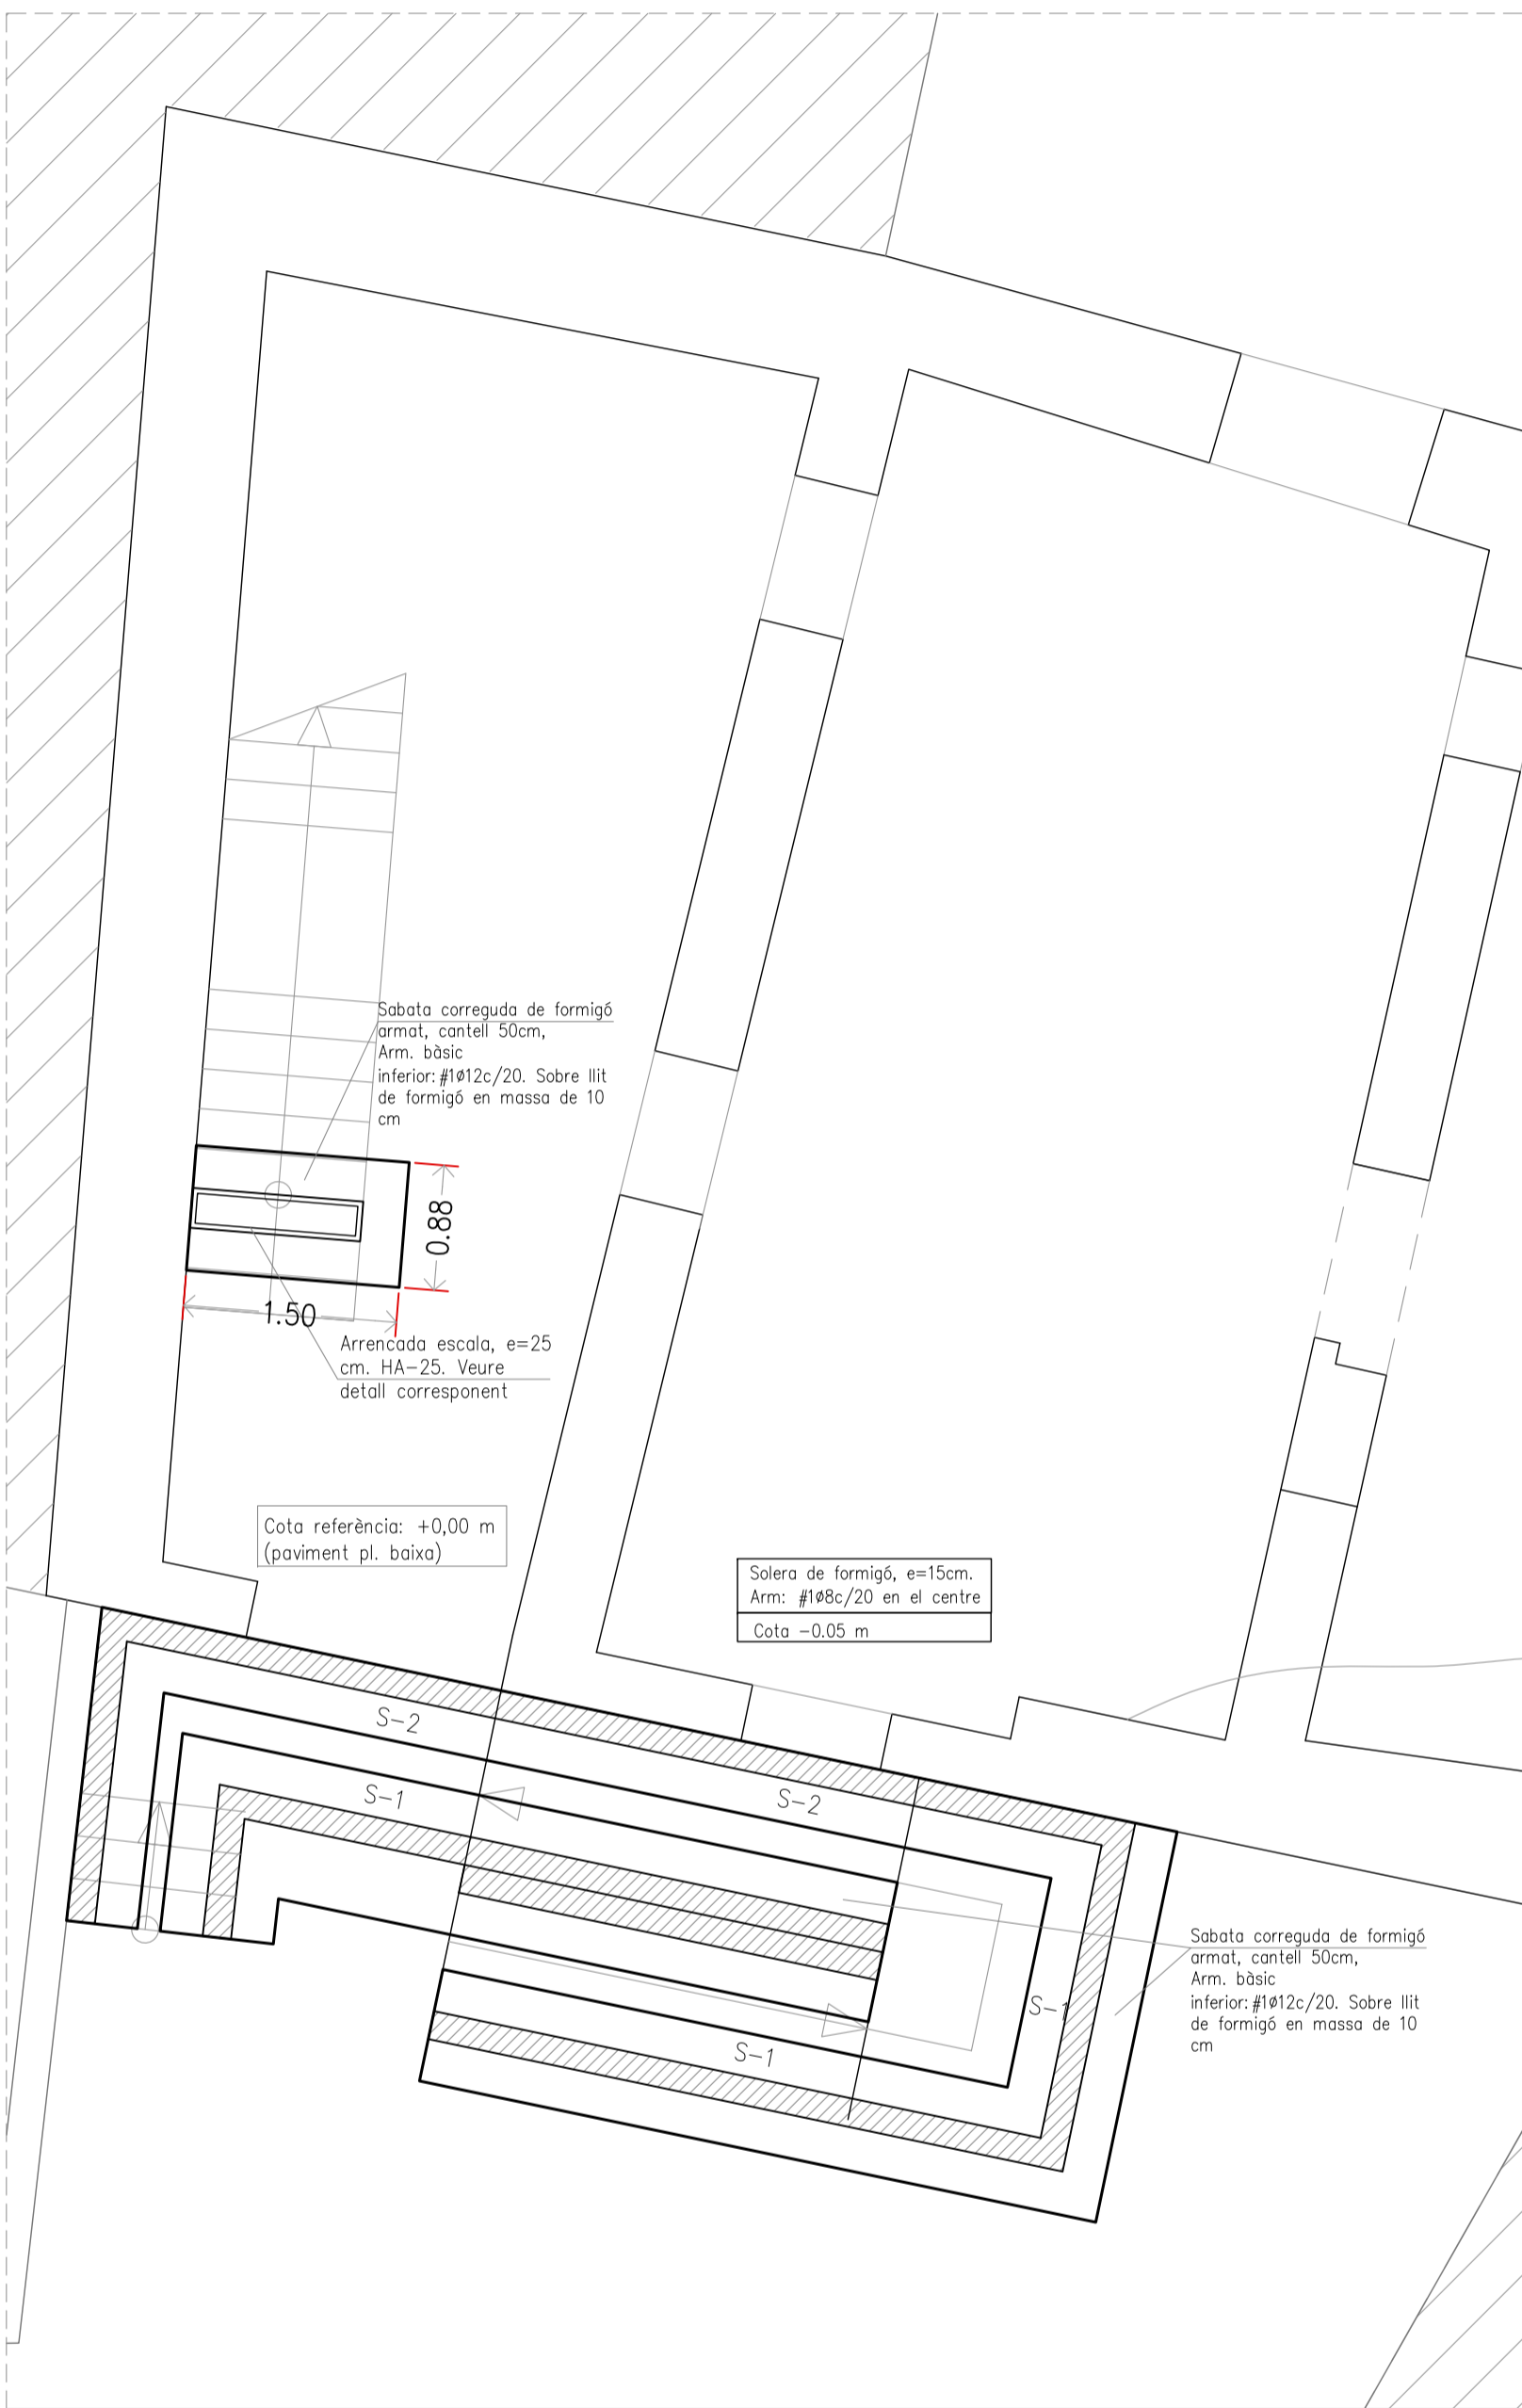 Sabata correguda de formigó
armat, cantell 50cm,
Arm. bàsic
inferior: #1ø12c/20. Sobre llit
de formigó en massa de 10
cm
0.88
1.50
Arrencada escala, e=25
cm. HA-25. Veure
detall corresponent
Cota referència: +0,00 m
(paviment pl. baixa)
Solera de formigó, e=15cm.
Arm: #1ø8c/20 en el centre
Cota -0.05 m
S-2
S-1
S-2
Sabata correguda de formigó
armat, cantell 50cm,
Arm. bàsic
inferior: #1ø12c/20. Sobre llit
de formigó en massa de 10
cm
S-1
S-1